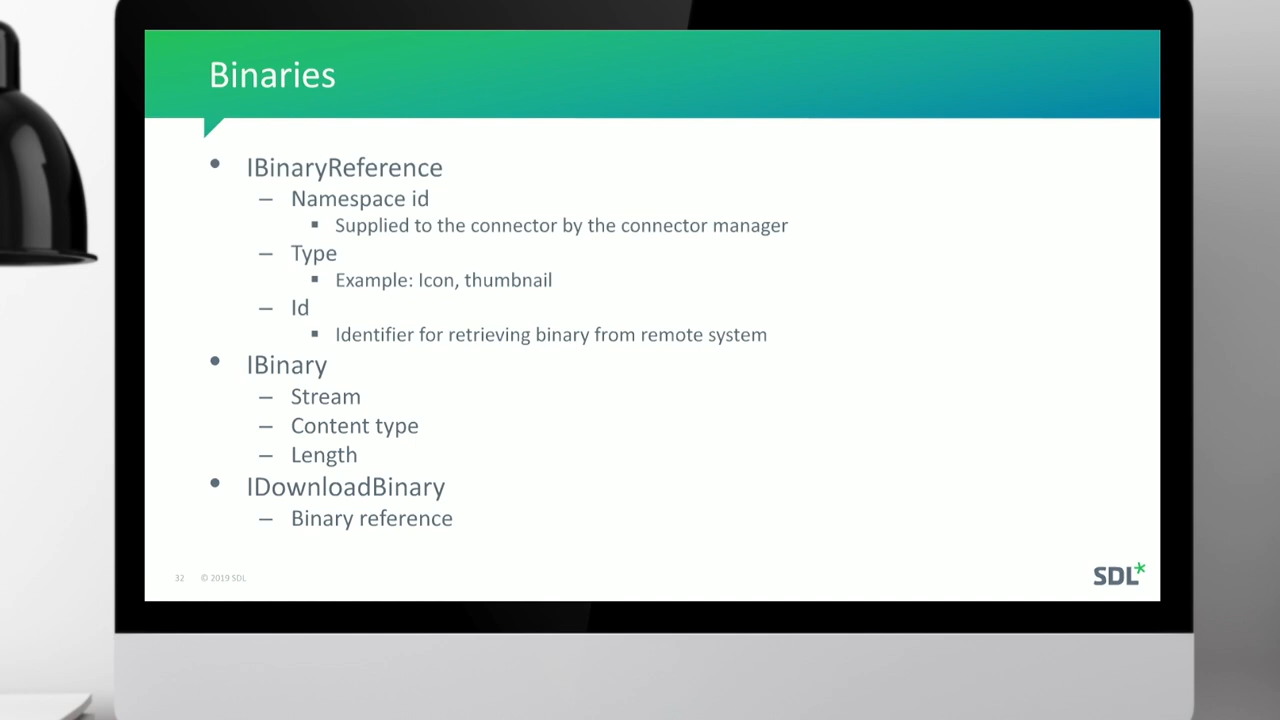 Binaries
• IBinaryReference
– Namespace id
▪ Supplied to the connector by the connector manager
– Type
▪ Example: Icon, thumbnail
– Id
▪ Identifier for retrieving binary from remote system
• IBinary
– Stream
– Content type
– Length
• IDownloadBinary
– Binary reference
32 © 2019 SDL
SDL*